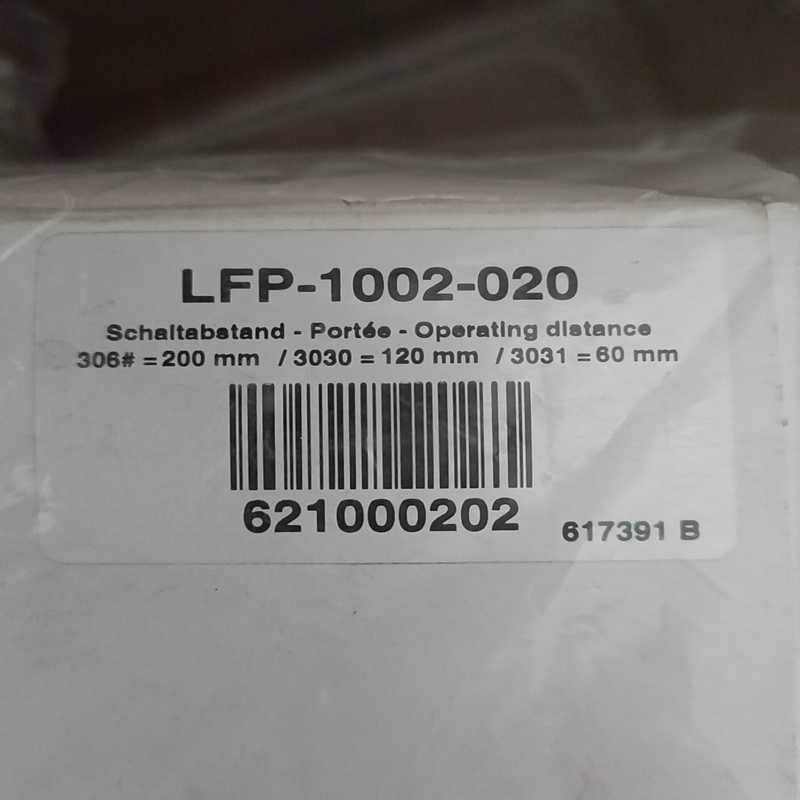 LFP-1002-020
Schaltabstand - Portée - Operating distance
306# = 200 mm / 3030 = 120 mm / 3031 = 60 mm
621000202
617391 B